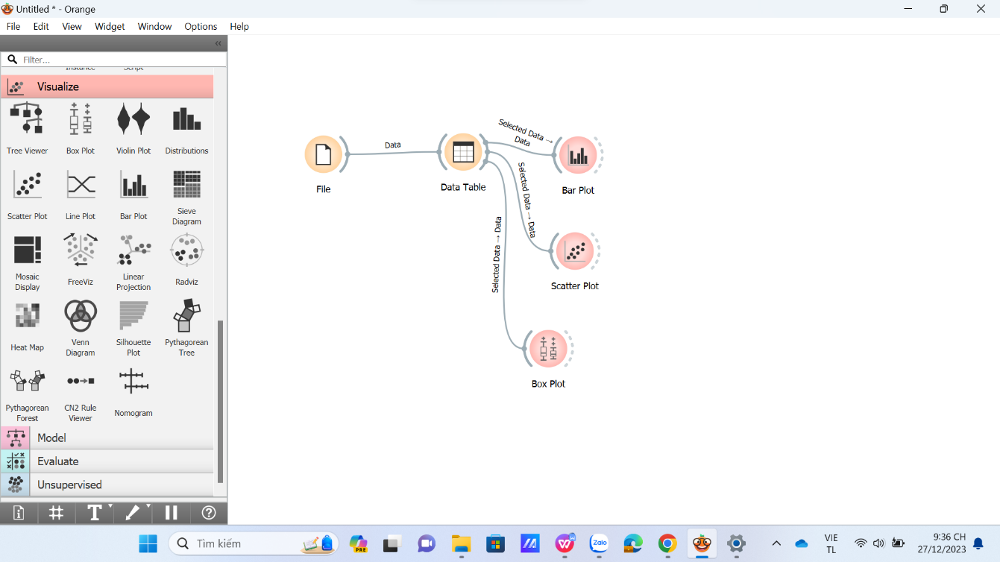 Untitled * - Orange
File Edit View Widget Window Options Help
Filter...
Instance Script
Visualize
Tree Viewer Box Plot Violin Plot Distributions
Scatter Plot Line Plot Bar Plot Sieve
Diagram
Mosaic
Display FreeViz Linear
Projection Radviz
Heat Map Venn
Diagram Silhouette
Plot Pythagorean
Tree
Pythagorean
Forest CN2 Rule
Viewer Nomogram
Model
Evaluate
Unsupervised
File
Data
Data Table
Selected Data →
Data
Bar Plot
Selected Data → Data
Scatter Plot
Selected Data → Data
Box Plot
Tìm kiếm
PRE
Zalo
VIE
TL
9:36 CH
27/12/2023